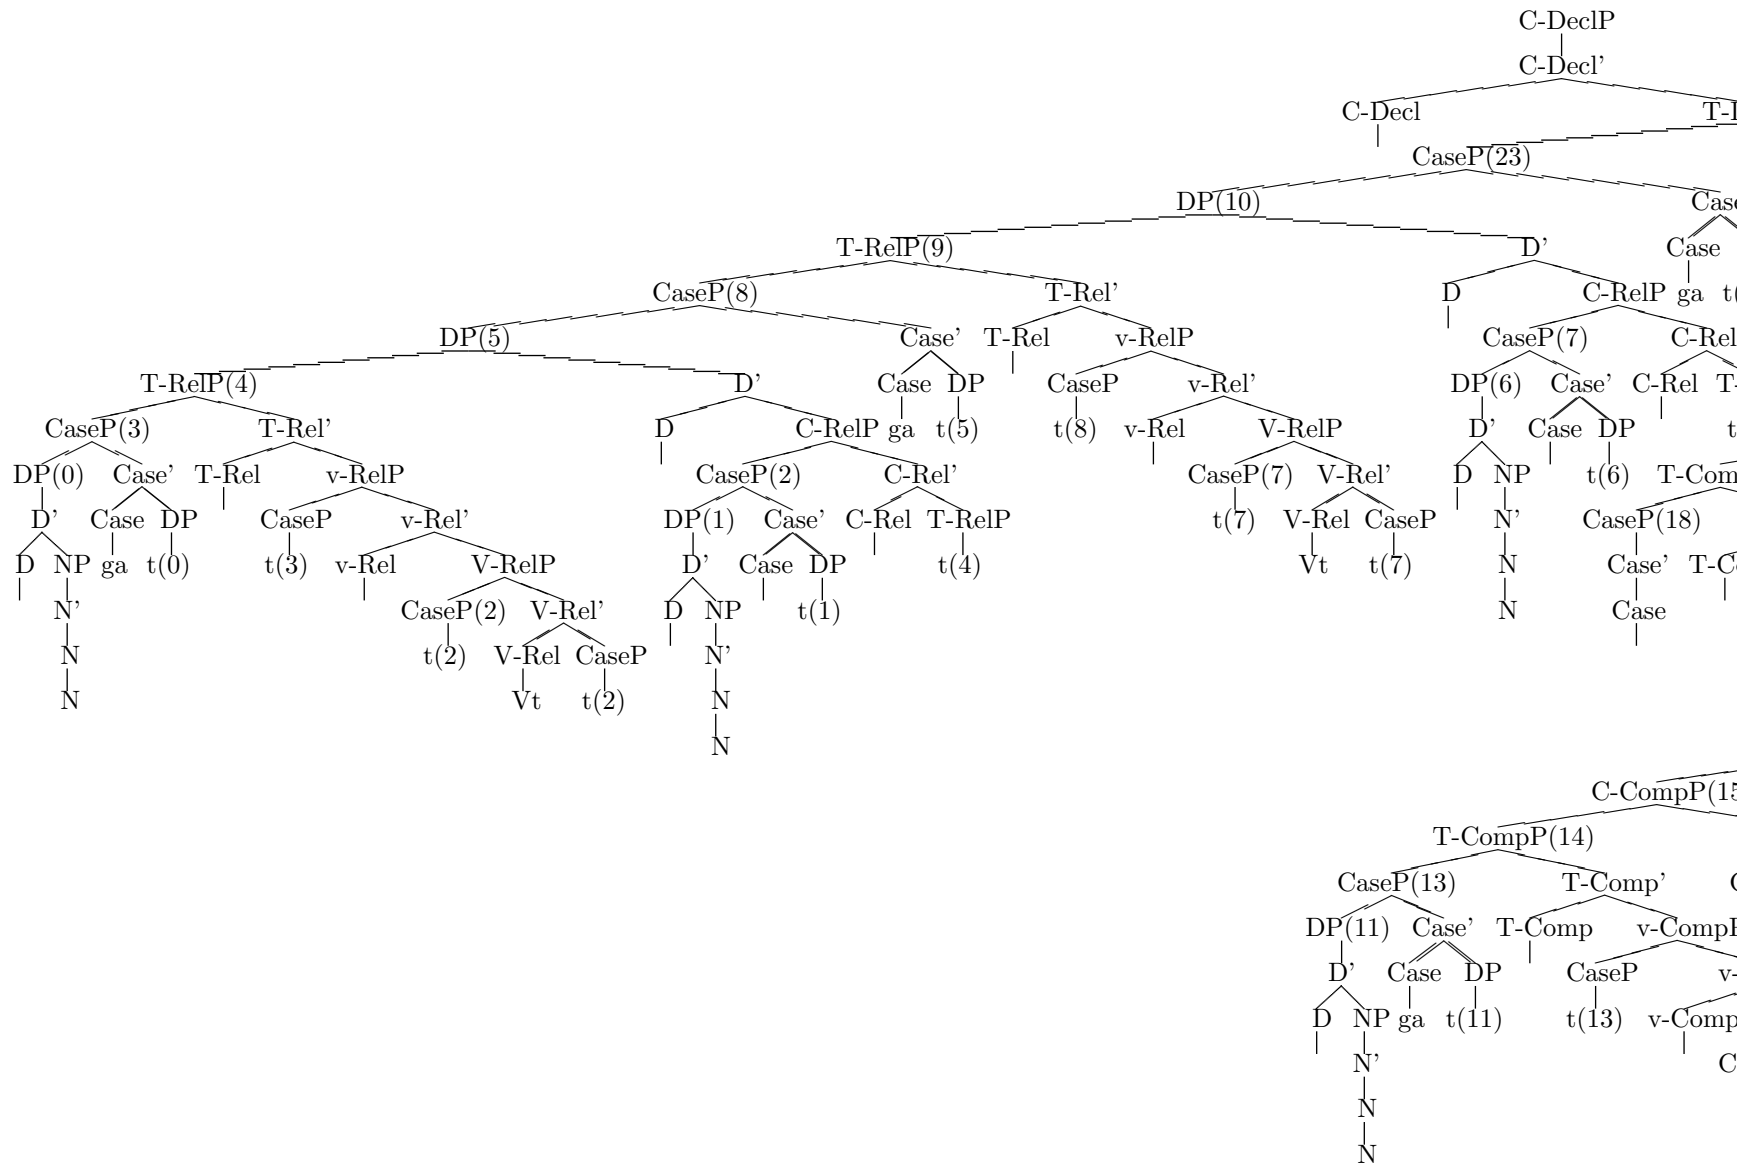 C-DeclP
C-Decl'
C-Decl
CaseP(23)
DP(10)
T-RelP(9) D' Case
CaseP(8) T-Rel' D C-RelP ga
DP(5) Case' T-Rel v-RelP CaseP(7) C-Rel
T-RelP(4) D' Case DP CaseP v-Rel' DP(6) Case' C-Rel
CaseP(3) T-Rel' D C-RelP ga t(5) t(8) v-Rel V-RelP D' Case DP
DP(0) Case' T-Rel v-RelP CaseP(2) C-Rel' CaseP(7) V-Rel' D NP t(6)
D' Case DP CaseP v-Rel' DP(1) Case' C-Rel T-RelP t(7) V-Rel CaseP N' CaseP(18)
D NP ga t(0) t(3) v-Rel V-RelP D' Case DP t(4) Vt t(7) N Case'
N' CaseP(2) V-Rel' D NP t(1) N Case
N t(2) V-Rel CaseP N'
N Vt t(2) N
N
C-CompP(15
T-CompP(14)
CaseP(13) T-Comp'
DP(11) Case' T-Comp v-CompP
D' Case DP CaseP
D NP ga t(11) t(13) v-Comp
N'
N
N